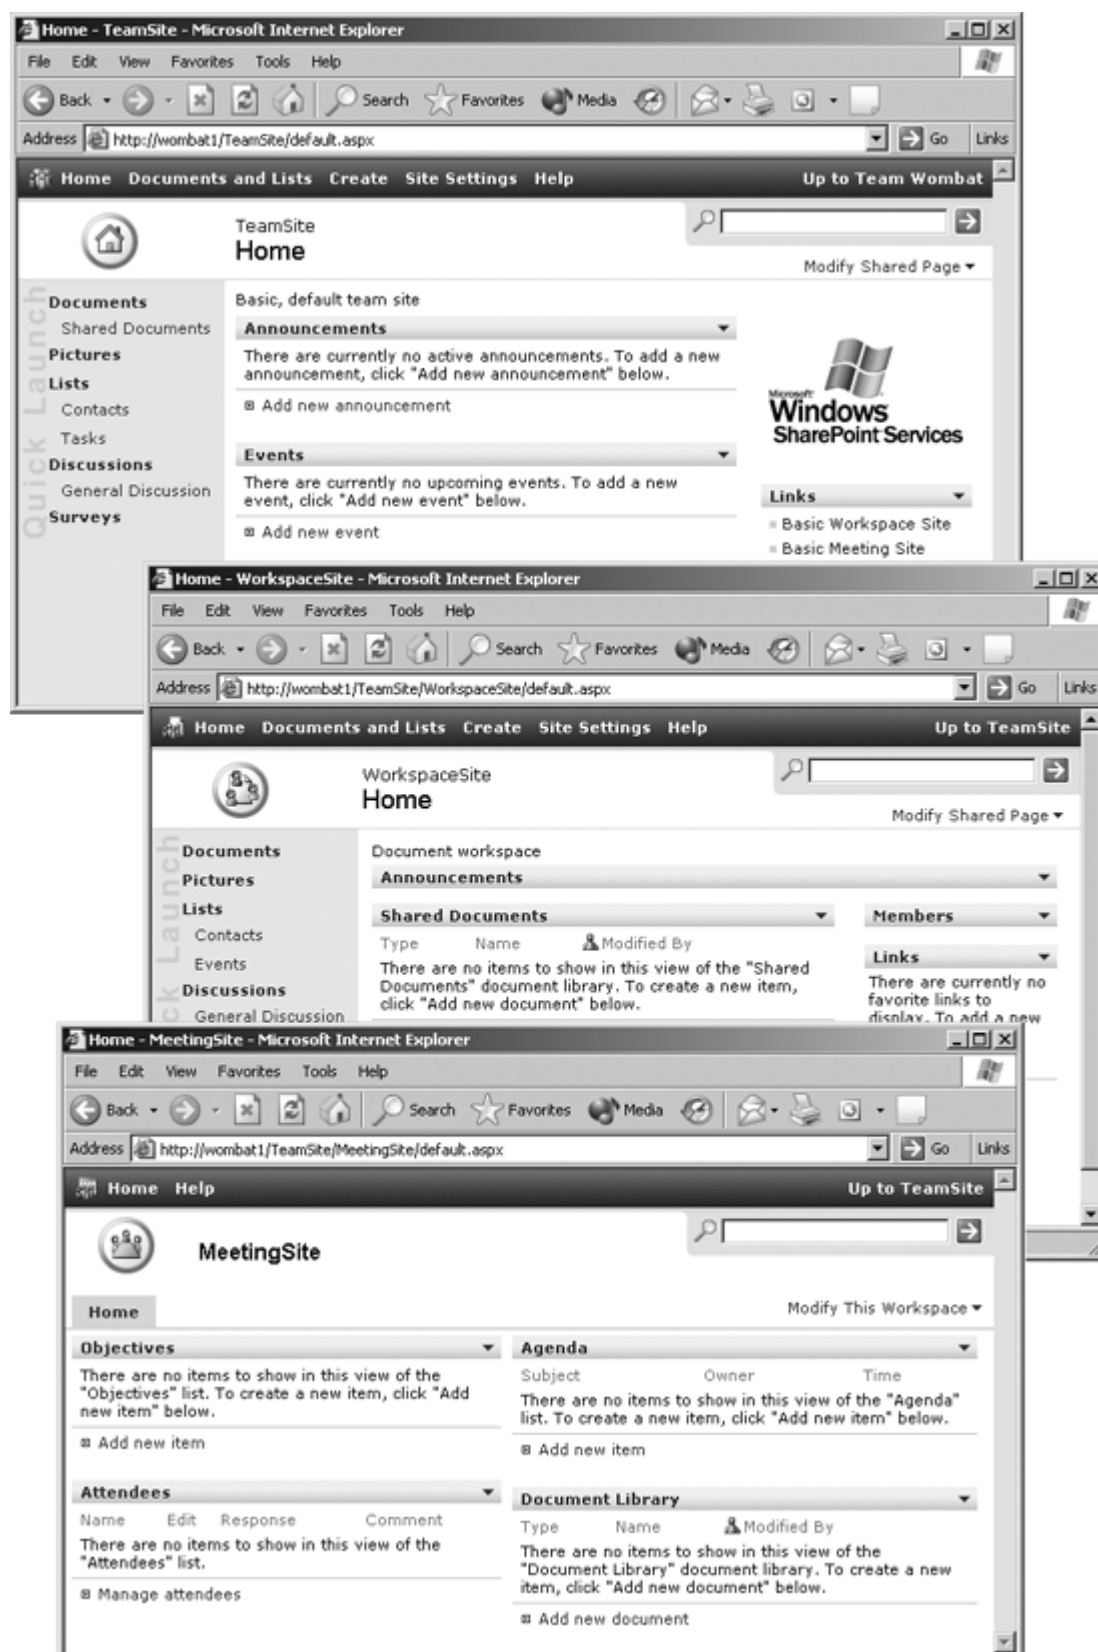 Home - TeamSite - Microsoft Internet Explorer
File Edit View Favorites Tools Help
Back Search Favorites Media
Address http://wombat1/TeamSite/default.aspx Go Links
Home Documents and Lists Create Site Settings Help Up to Team Wombat
TeamSite
Home
Modify Shared Page
Quick Launch
Documents
Shared Documents
Pictures
Lists
Contacts
Tasks
Discussions
General Discussion
Surveys
Basic, default team site
Announcements
There are currently no active announcements. To add a new
announcement, click "Add new announcement" below.
Add new announcement
Events
There are currently no upcoming events. To add a new
event, click "Add new event" below.
Add new event
Microsoft
Windows
SharePoint Services
Links
Basic Workspace Site
Basic Meeting Site
Home - WorkspaceSite - Microsoft Internet Explorer
File Edit View Favorites Tools Help
Back Search Favorites Media
Address http://wombat1/TeamSite/WorkspaceSite/default.aspx Go Links
Home Documents and Lists Create Site Settings Help Up to TeamSite
WorkspaceSite
Home
Modify Shared Page
Launch
Documents
Pictures
Lists
Contacts
Events
Discussions
General Discussion
Document workspace
Announcements
Shared Documents
Type Name Modified By
There are no items to show in this view of the "Shared
Documents" document library. To create a new item,
click "Add new document" below.
Members
Links
There are currently no
favorite links to
display. To add a new
Home - MeetingSite - Microsoft Internet Explorer
File Edit View Favorites Tools Help
Back Search Favorites Media
Address http://wombat1/TeamSite/MeetingSite/default.aspx Go Links
Home Help Up to TeamSite
MeetingSite
Home
Modify This Workspace
Objectives
There are no items to show in this view of the
"Objectives" list. To create a new item, click "Add
new item" below.
Add new item
Attendees
Name Edit Response Comment
There are no items to show in this view of the
"Attendees" list.
Manage attendees
Agenda
Subject Owner Time
There are no items to show in this view of the "Agenda"
list. To create a new item, click "Add new item" below.
Add new item
Document Library
Type Name Modified By
There are no items to show in this view of the
"Document Library" document library. To create a new
item, click "Add new document" below.
Add new document